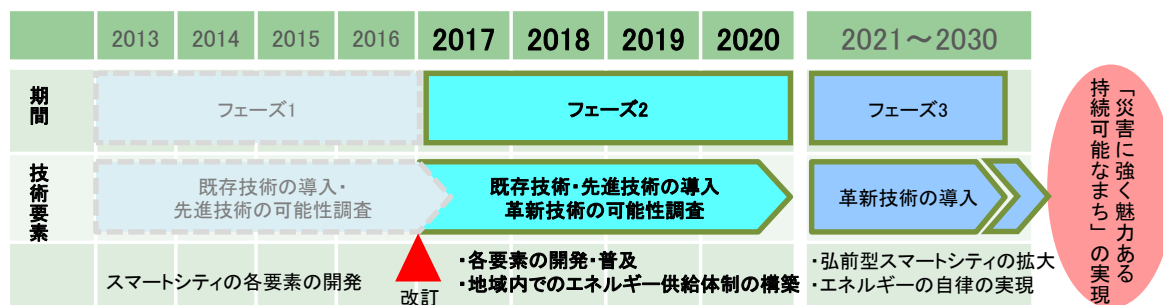 2013 2014 2015 2016 2017 2018 2019 2020 2021～2030
期間
フェーズ1
フェーズ2
フェーズ3
技術要素
既存技術の導入・
先進技術の可能性調査
既存技術・先進技術の導入
革新技術の可能性調査
革新技術の導入
スマートシティの各要素の開発
改訂
・各要素の開発・普及
・地域内でのエネルギー供給体制の構築
・弘前型スマートシティの拡大
・エネルギーの自律の実現
「災害に強く魅力ある
持続可能なまち」の実現